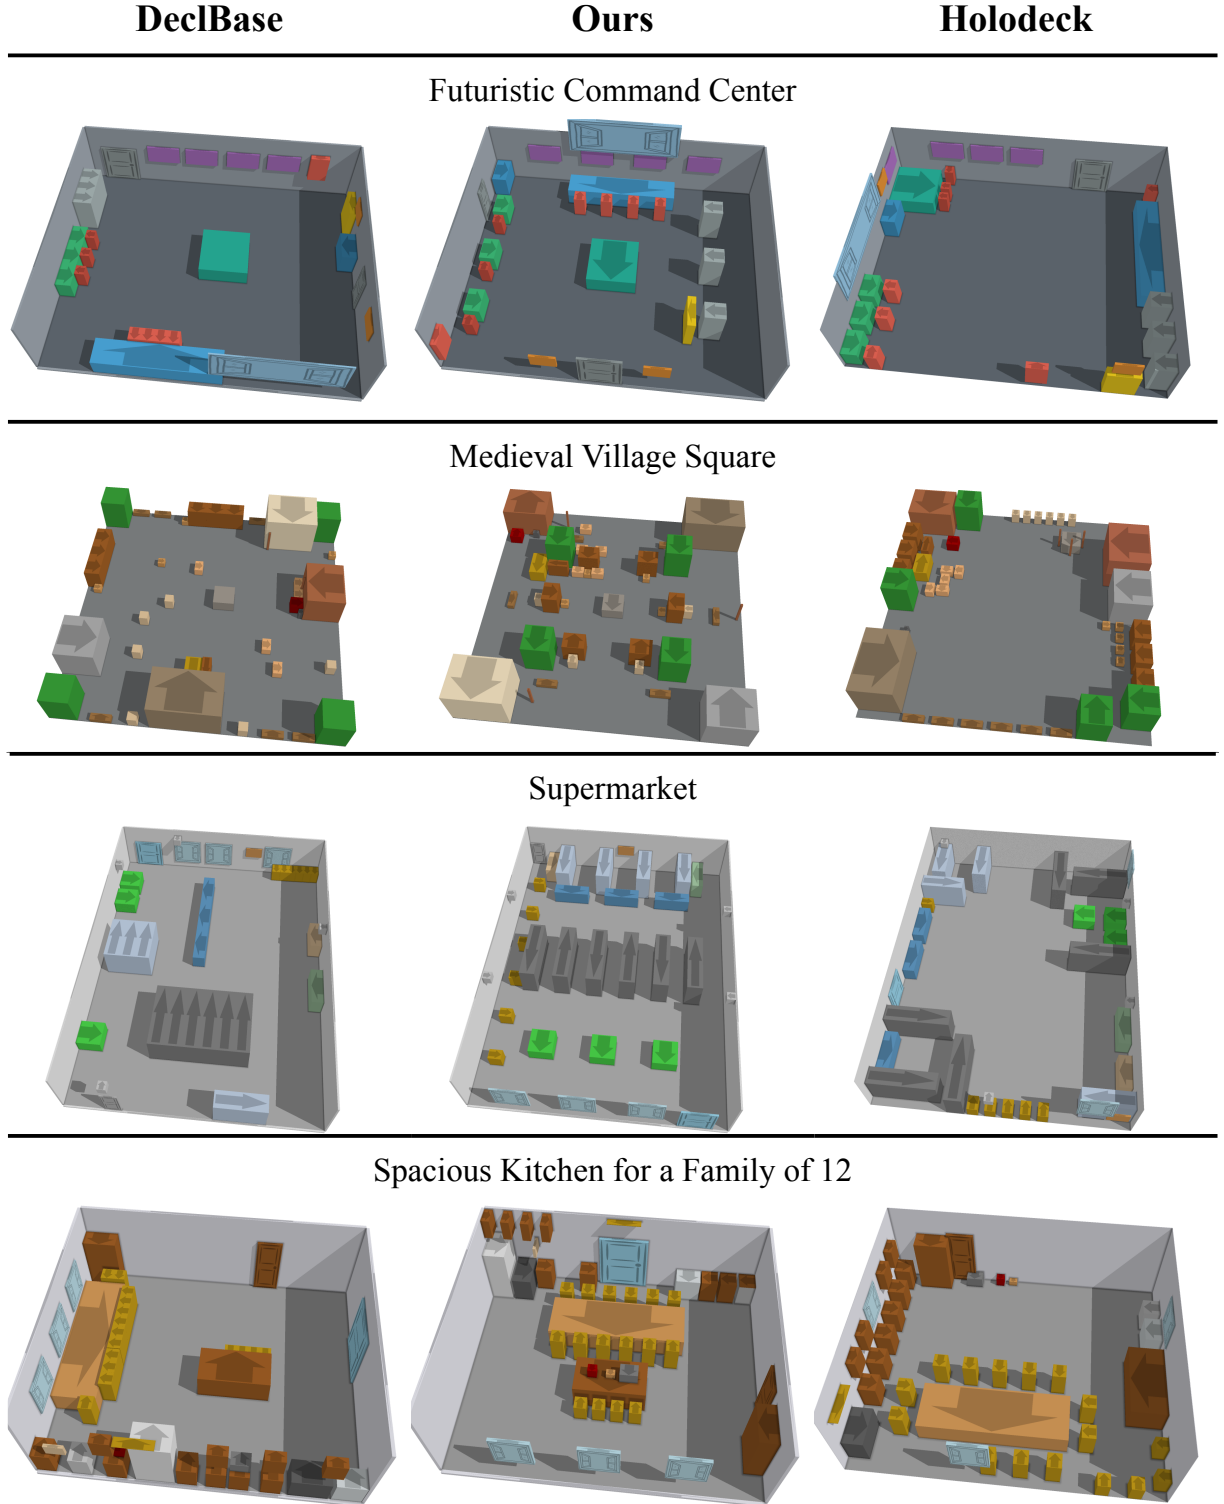 DeclBase Ours Holodeck
Futuristic Command Center
Medieval Village Square
Supermarket
Spacious Kitchen for a Family of 12